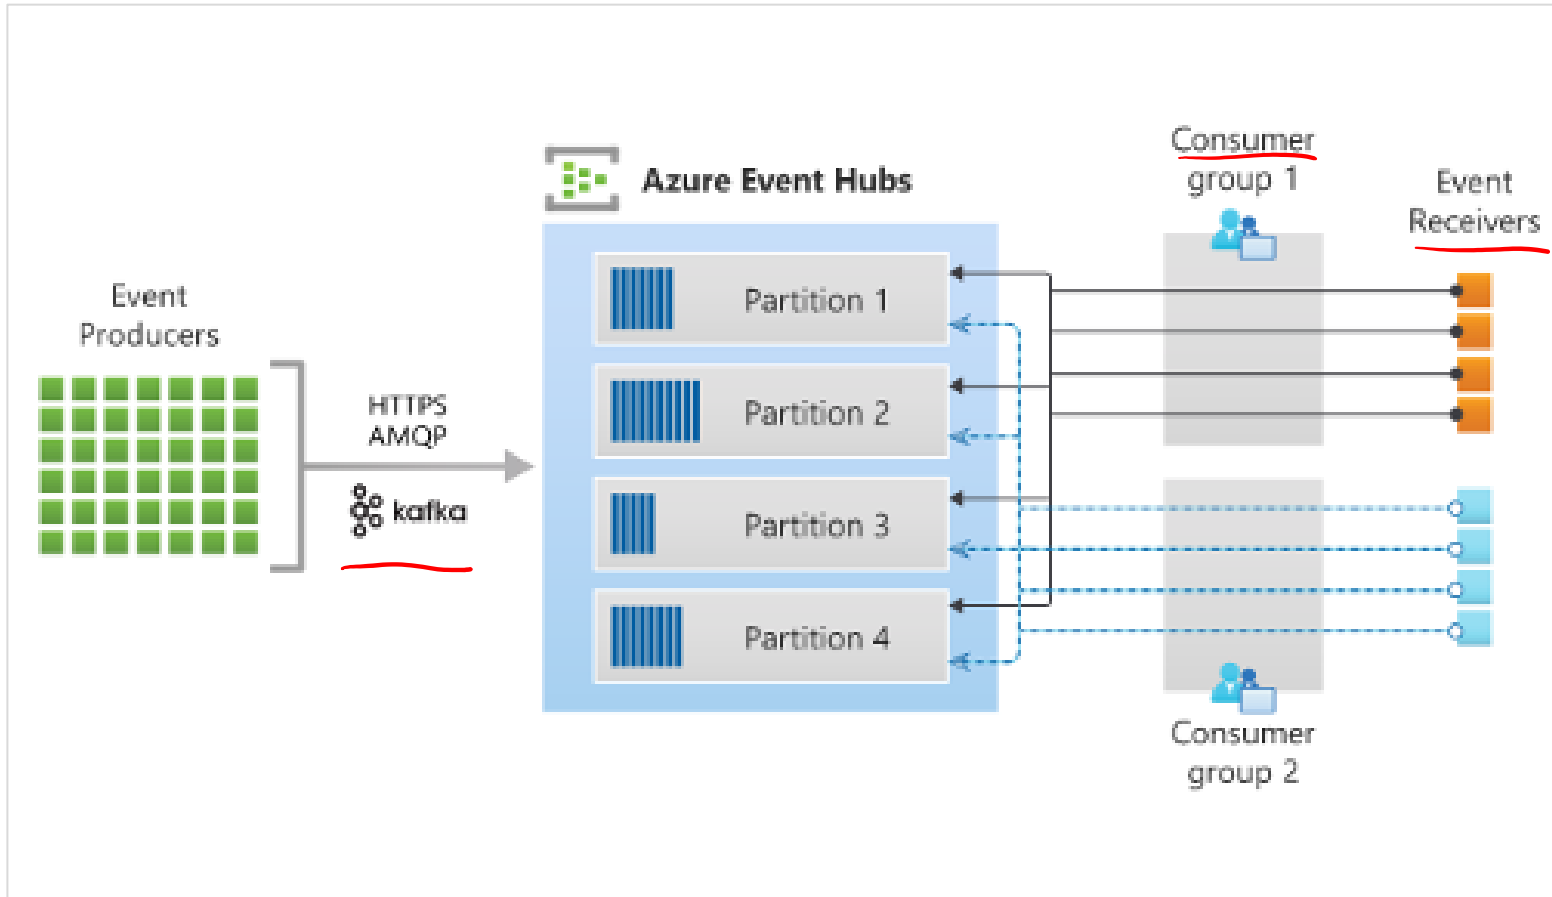 Azure Event Hubs
Event
Producers
HTTPS
AMQP
kafka
Partition 1
Partition 2
Partition 3
Partition 4
Consumer
group 1
Event
Receivers
Consumer
group 2